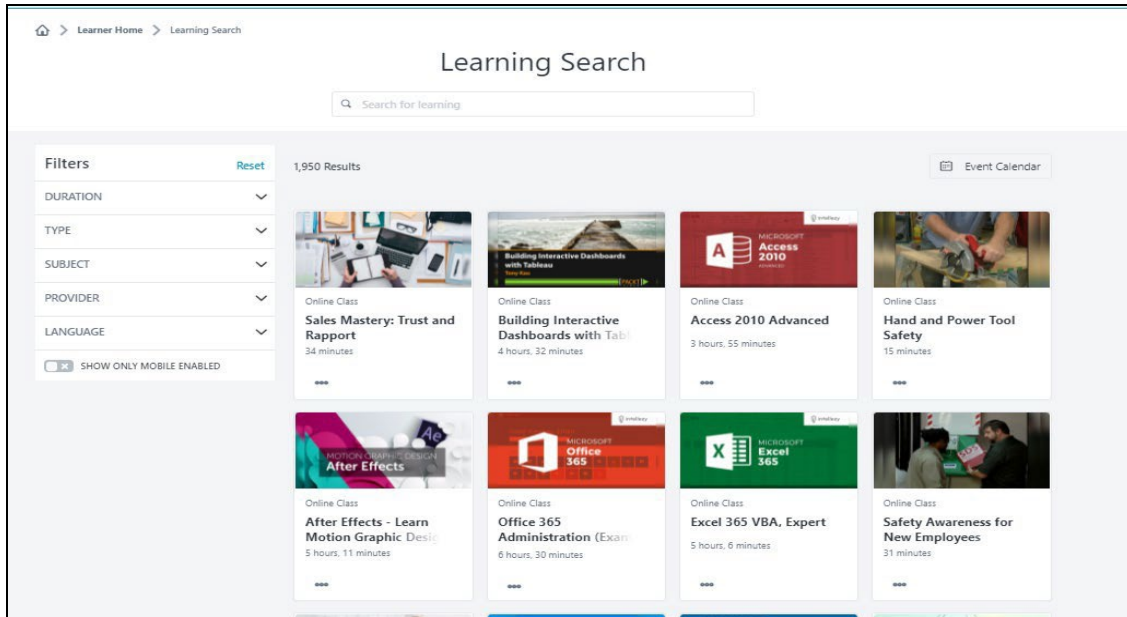 Learner Home > Learning Search
Learning Search
Search for learning
Filters
Reset
1,950 Results
Event Calendar
DURATION
TYPE
SUBJECT
PROVIDER
LANGUAGE
SHOW ONLY MOBILE ENABLED
Online Class
Sales Mastery: Trust and
Rapport
34 minutes
Building Interactive Dashboards
with Tableau
Online Class
Building Interactive
Dashboards with Tabl
4 hours, 32 minutes
MICROSOFT
A
Access
2010
ADVANCED
Online Class
Access 2010 Advanced
3 hours, 55 minutes
Online Class
Hand and Power Tool
Safety
15 minutes
Ae
MOTION GRAPHIC DESIGN
After Effects
Online Class
After Effects - Learn
Motion Graphic Desig
5 hours, 11 minutes
MICROSOFT
Office
365
Online Class
Office 365
Administration (Exam
6 hours, 30 minutes
MICROSOFT
X
Excel
365
Online Class
Excel 365 VBA, Expert
5 hours, 6 minutes
Online Class
Safety Awareness for
New Employees
31 minutes